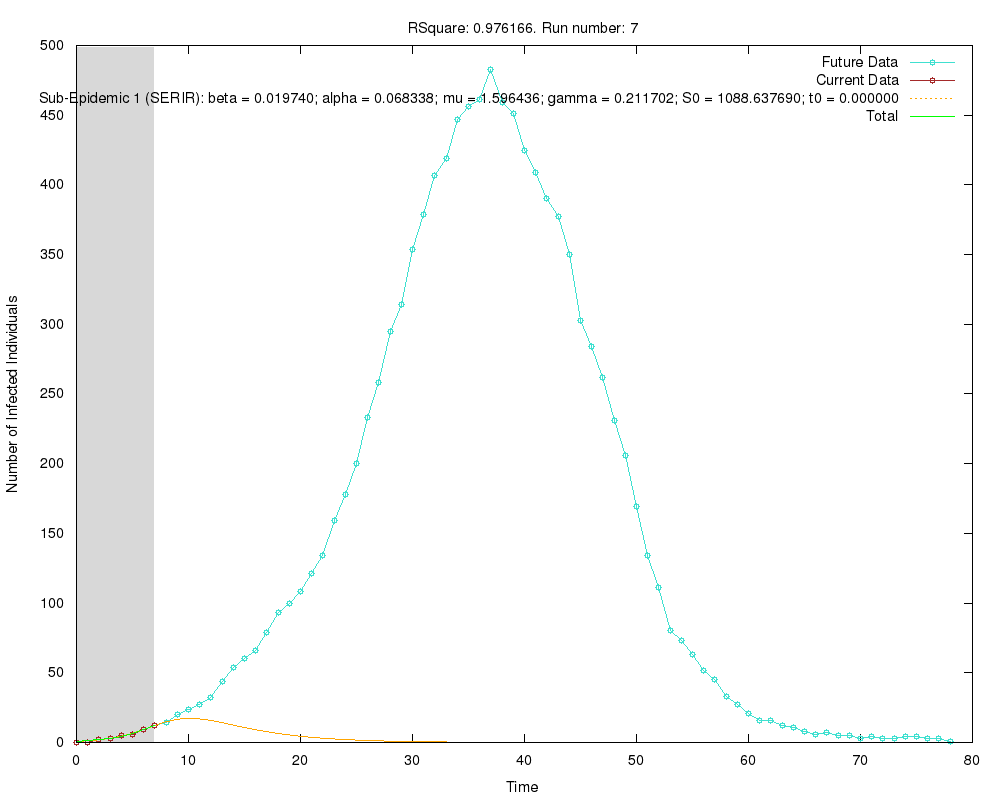 RSquare: 0.976166. Run number: 7
500
Future Data
Current Data
Sub-Epidemic 1 (SERIR): beta = 0.019740; alpha = 0.068338; mu = 1.596436; gamma = 0.211702; S0 = 1088.637690; t0 = 0.000000
450
Total
400
350
300
Number of Infected Individuals
250
200
150
100
50
0
0 10 20 30 40 50 60 70 80
Time